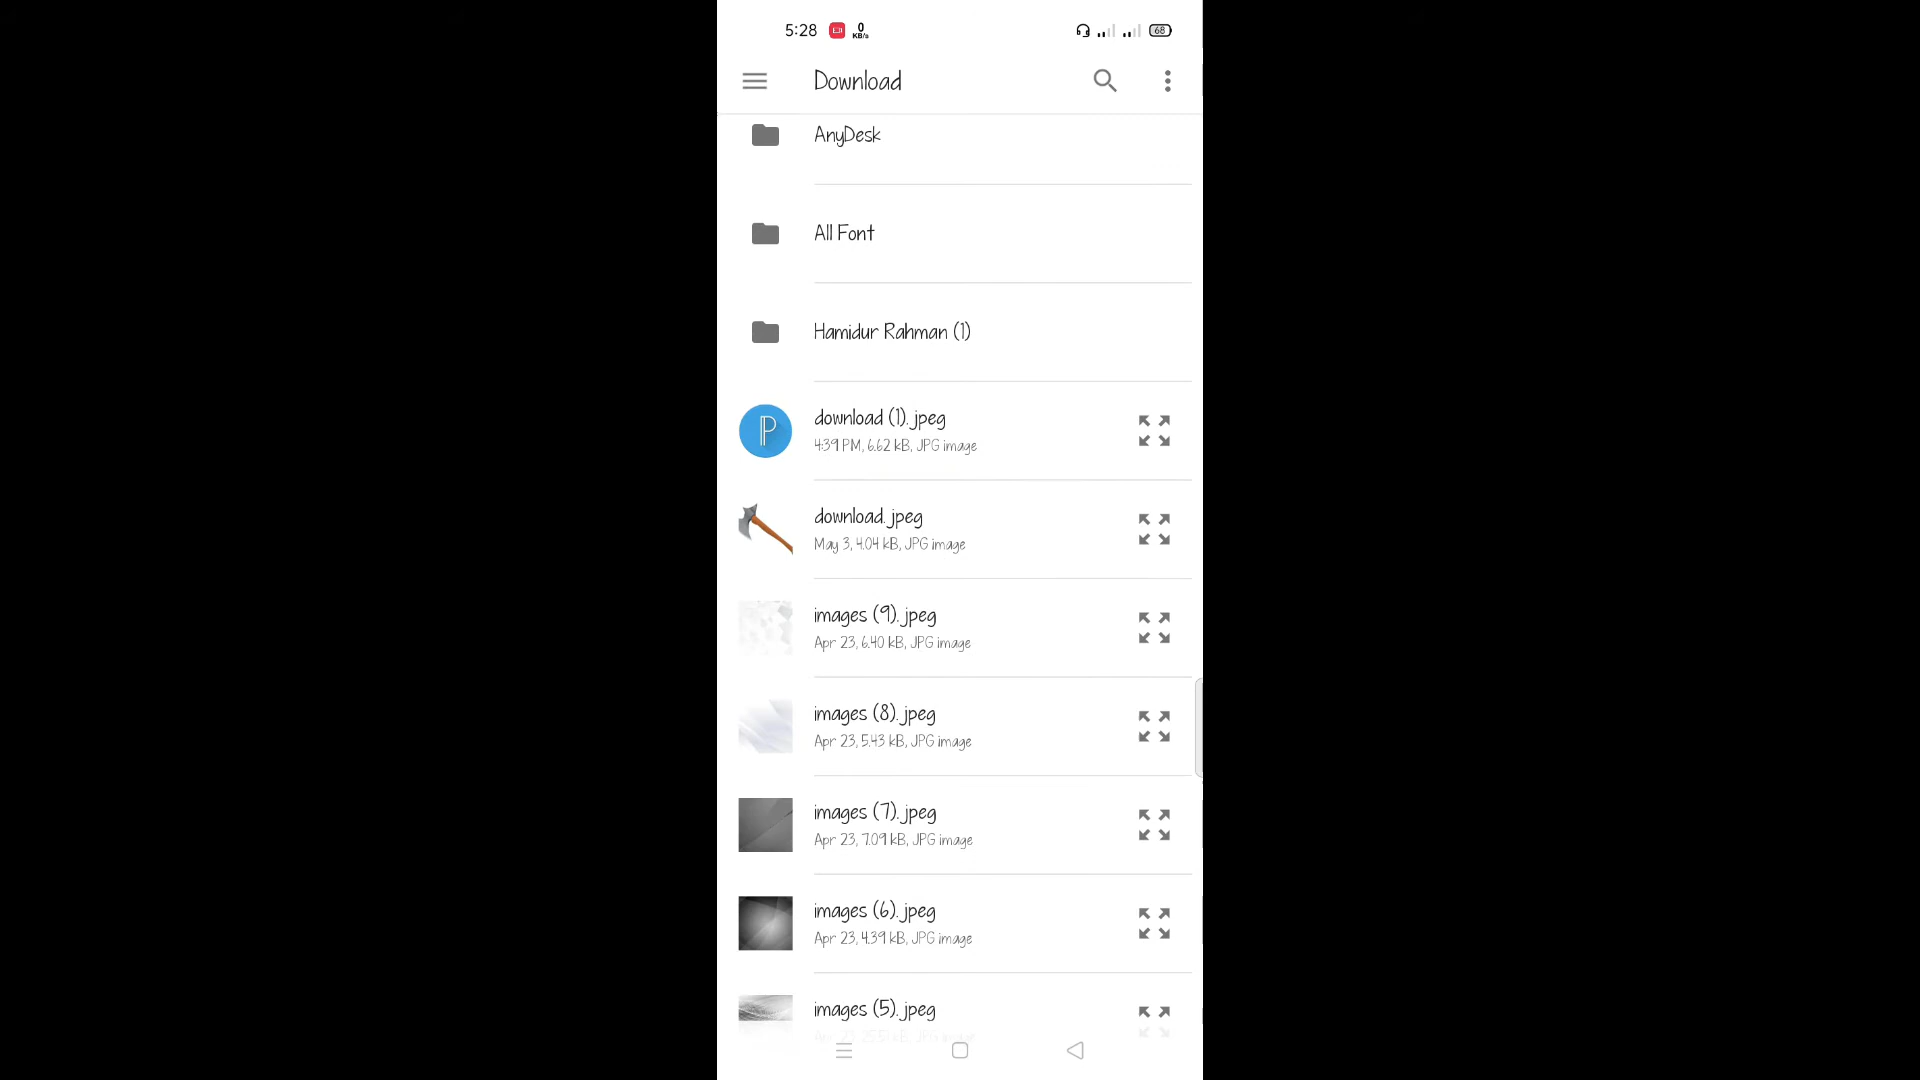 5:28 0 KB/s 68
Download
AnyDesk
All Font
Hamidur Rahman (1)
P
download (1).jpeg
4:39 PM, 6.62 kB, JPG image
download.jpeg
May 3, 4.04 kB, JPG image
images (9).jpeg
Apr 23, 6.40 kB, JPG image
images (8).jpeg
Apr 23, 5.43 kB, JPG image
images (7).jpeg
Apr 23, 7.09 kB, JPG image
images (6).jpeg
Apr 23, 4.39 kB, JPG image
images (5).jpeg